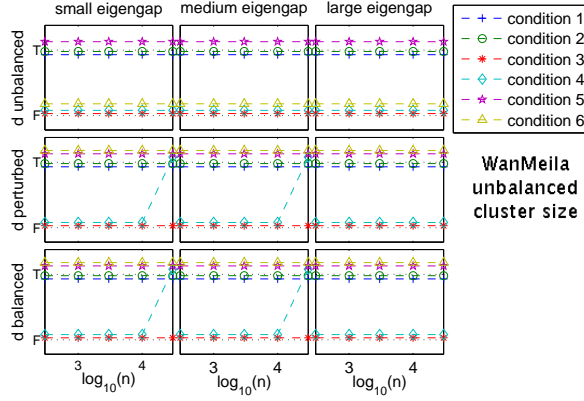 small eigengap medium eigengap large eigengap
d unbalanced
T
F
d perturbed
T
F
d balanced
T
F
3 4 3 4 3 4
log10(n) log10(n) log10(n)
condition 1
condition 2
condition 3
condition 4
condition 5
condition 6
WanMeila
unbalanced
cluster size